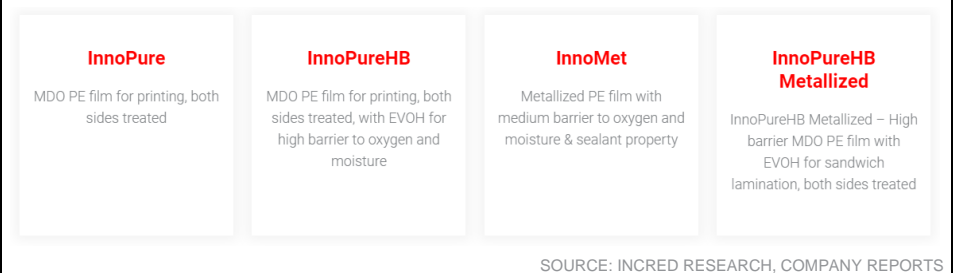 InnoPure
MDO PE film for printing, both
sides treated
InnoPureHB
MDO PE film for printing, both
sides treated, with EVOH for
high barrier to oxygen and
moisture
InnoMet
Metallized PE film with
medium barrier to oxygen and
moisture & sealant property
InnoPureHB
Metallized
InnoPureHB Metallized – High
barrier MDO PE film with
EVOH for sandwich
lamination, both sides treated
SOURCE: INCRED RESEARCH, COMPANY REPORTS